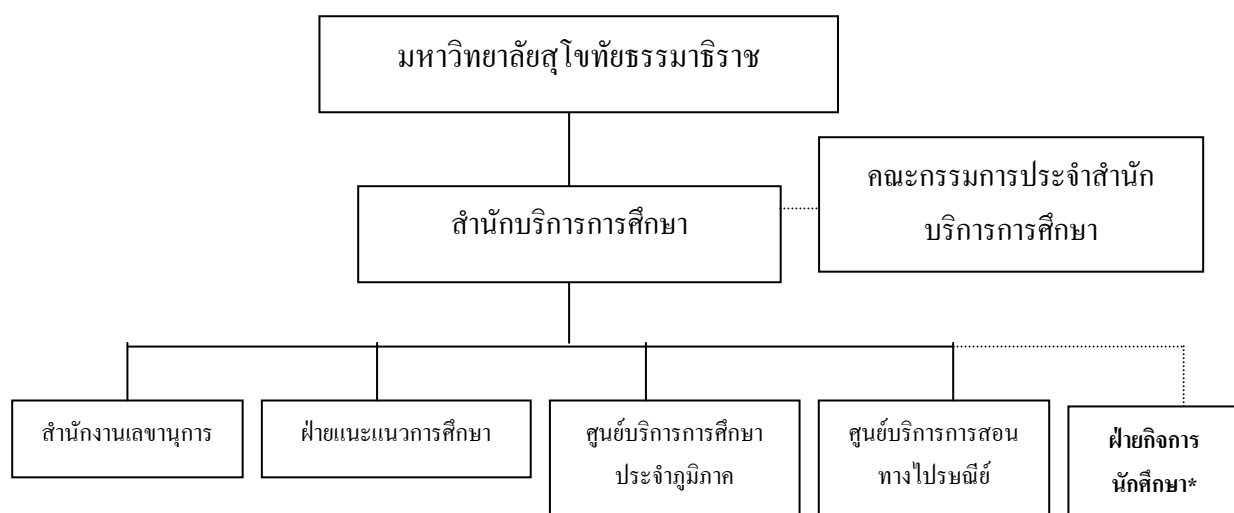 มหาวิทยาลัยสุโขทัยธรรมาธิราช
คณะกรรมการประจำสำนัก
บริการการศึกษา
สำนักบริการการศึกษา
สำนักงานเลขานุการ
ฝ่ายแนะแนวการศึกษา
ศูนย์บริการการศึกษา
ประจำภูมิภาค
ศูนย์บริการการสอน
ทางไปรษณีย์
ฝ่ายกิจการ
นักศึกษา*